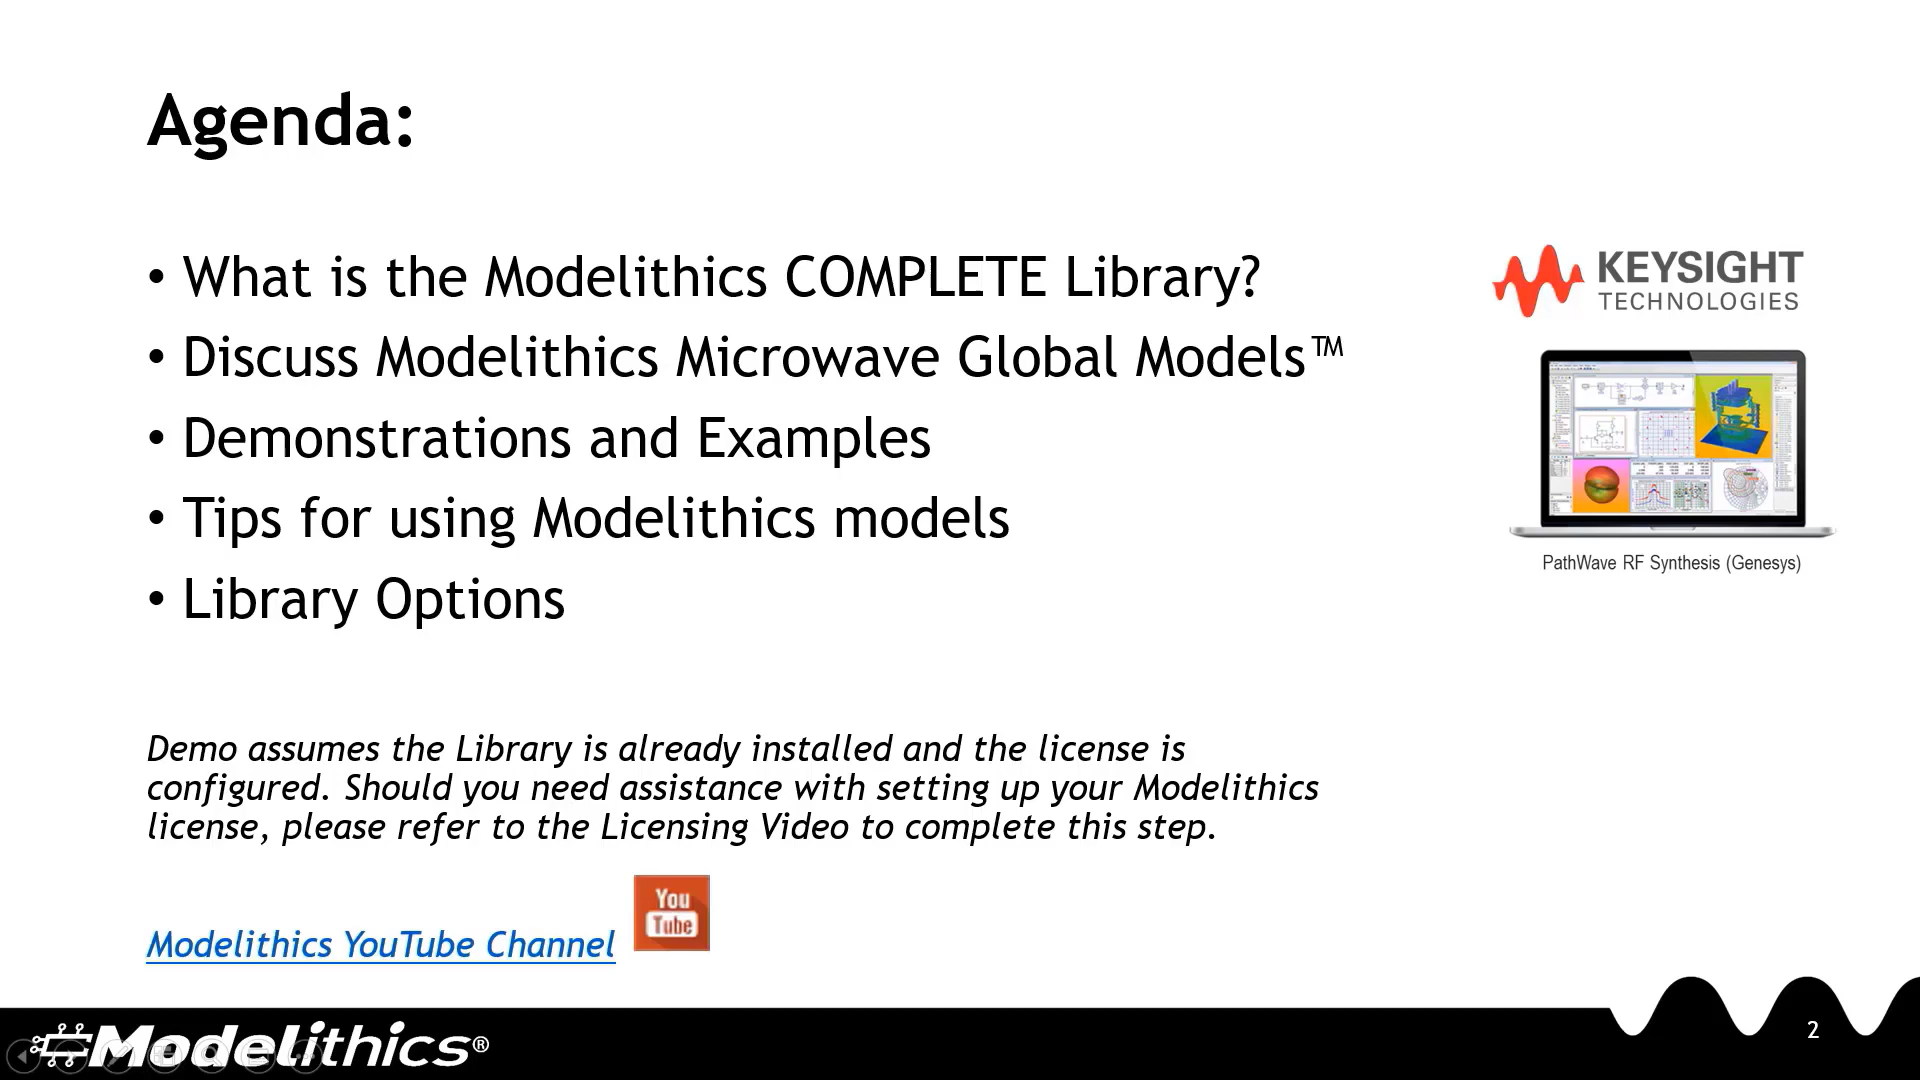 Agenda:
• What is the Modelithics COMPLETE Library?
• Discuss Modelithics Microwave Global Models™
• Demonstrations and Examples
• Tips for using Modelithics models
• Library Options
KEYSIGHT
TECHNOLOGIES
PathWave RF Synthesis (Genesys)
Demo assumes the Library is already installed and the license is
configured. Should you need assistance with setting up your Modelithics
license, please refer to the Licensing Video to complete this step.
Modelithics YouTube Channel
You
Tube
Modelithics®
2